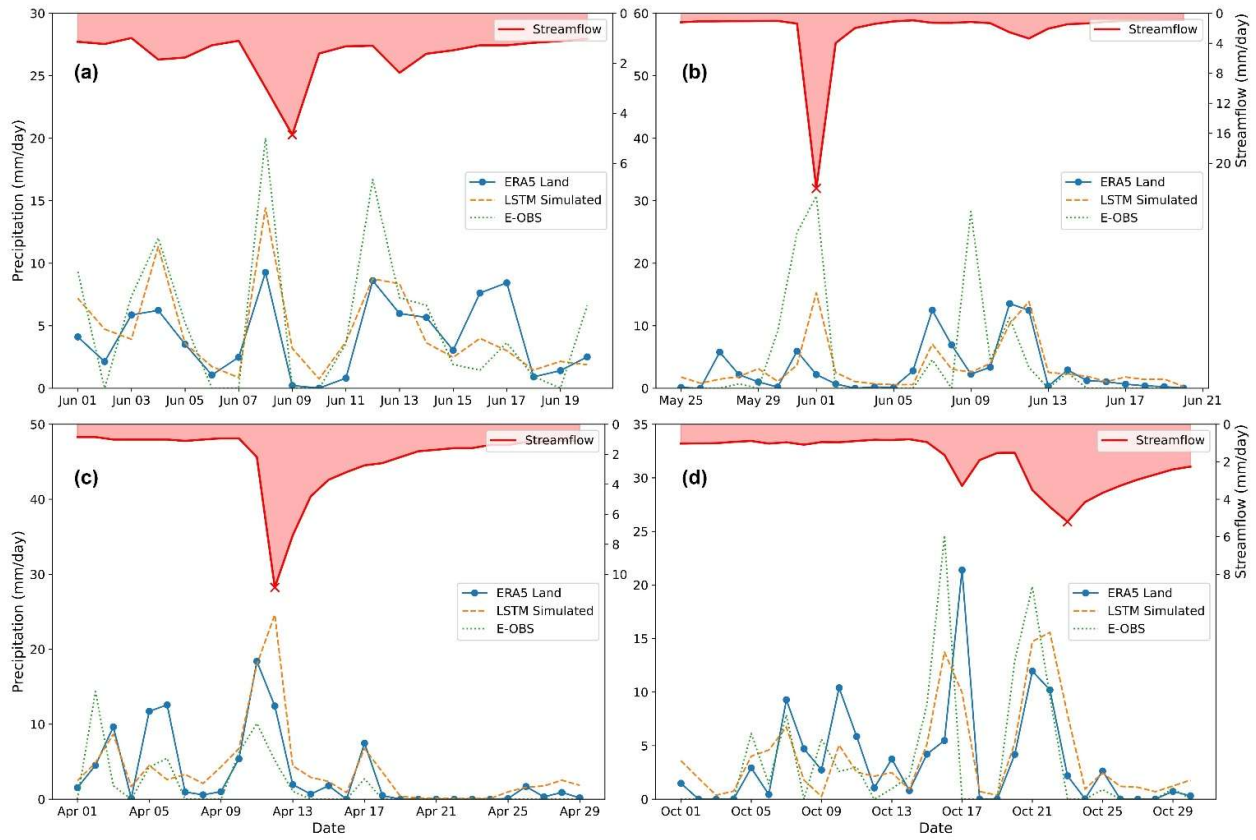 30
25
20
15
10
5
0
Precipitation (mm/day)
(a)
Streamflow
ERA5 Land
LSTM Simulated
E-OBS
0
2
4
6
Jun 01
Jun 03
Jun 05
Jun 07
Jun 09
Jun 11
Jun 13
Jun 15
Jun 17
Jun 19
60
50
40
30
20
10
0
(b)
Streamflow
ERA5 Land
LSTM Simulated
E-OBS
0
4
8
12
16
20
Streamflow (mm/day)
May 25
May 29
Jun 01
Jun 05
Jun 09
Jun 13
Jun 17
Jun 21
50
40
30
20
10
0
Precipitation (mm/day)
(c)
Streamflow
ERA5 Land
LSTM Simulated
E-OBS
0
2
4
6
8
10
Apr 01
Apr 05
Apr 09
Apr 13
Apr 17
Apr 21
Apr 25
Apr 29
Date
35
30
25
20
15
10
5
0
(d)
Streamflow
ERA5 Land
LSTM Simulated
E-OBS
0
2
4
6
8
Streamflow (mm/day)
Oct 01
Oct 05
Oct 09
Oct 13
Oct 17
Oct 21
Oct 25
Oct 29
Date